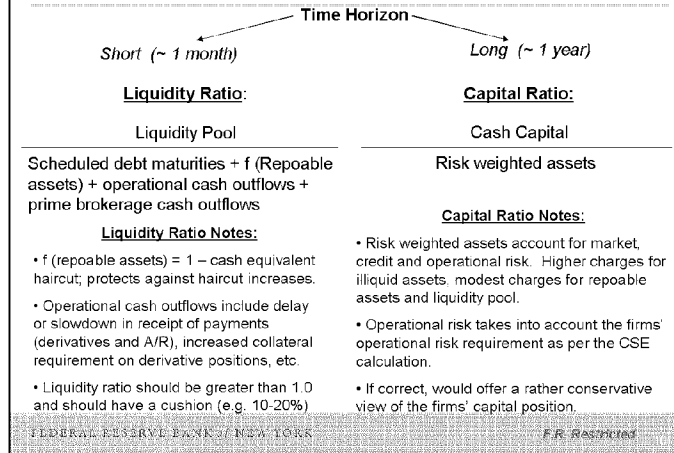 Time Horizon
Short (~ 1 month)
Long (~ 1 year)
Liquidity Ratio:
Liquidity Pool
Scheduled debt maturities + f (Repoable
assets) + operational cash outflows +
prime brokerage cash outflows
Liquidity Ratio Notes:
• f (repoable assets) = 1 – cash equivalent
haircut; protects against haircut increases.
• Operational cash outflows include delay
or slowdown in receipt of payments
(derivatives and A/R), increased collateral
requirement on derivative positions, etc.
• Liquidity ratio should be greater than 1.0
and should have a cushion (e.g. 10-20%)
Capital Ratio:
Cash Capital
Risk weighted assets
Capital Ratio Notes:
• Risk weighted assets account for market,
credit and operational risk. Higher charges for
illiquid assets, modest charges for repoable
assets and liquidity pool.
• Operational risk takes into account the firms'
operational risk requirement as per the CSE
calculation.
• If correct, would offer a rather conservative
view of the firms' capital position.
FEDERAL RESERVE BANK of NEW YORK
F.R. Restricted